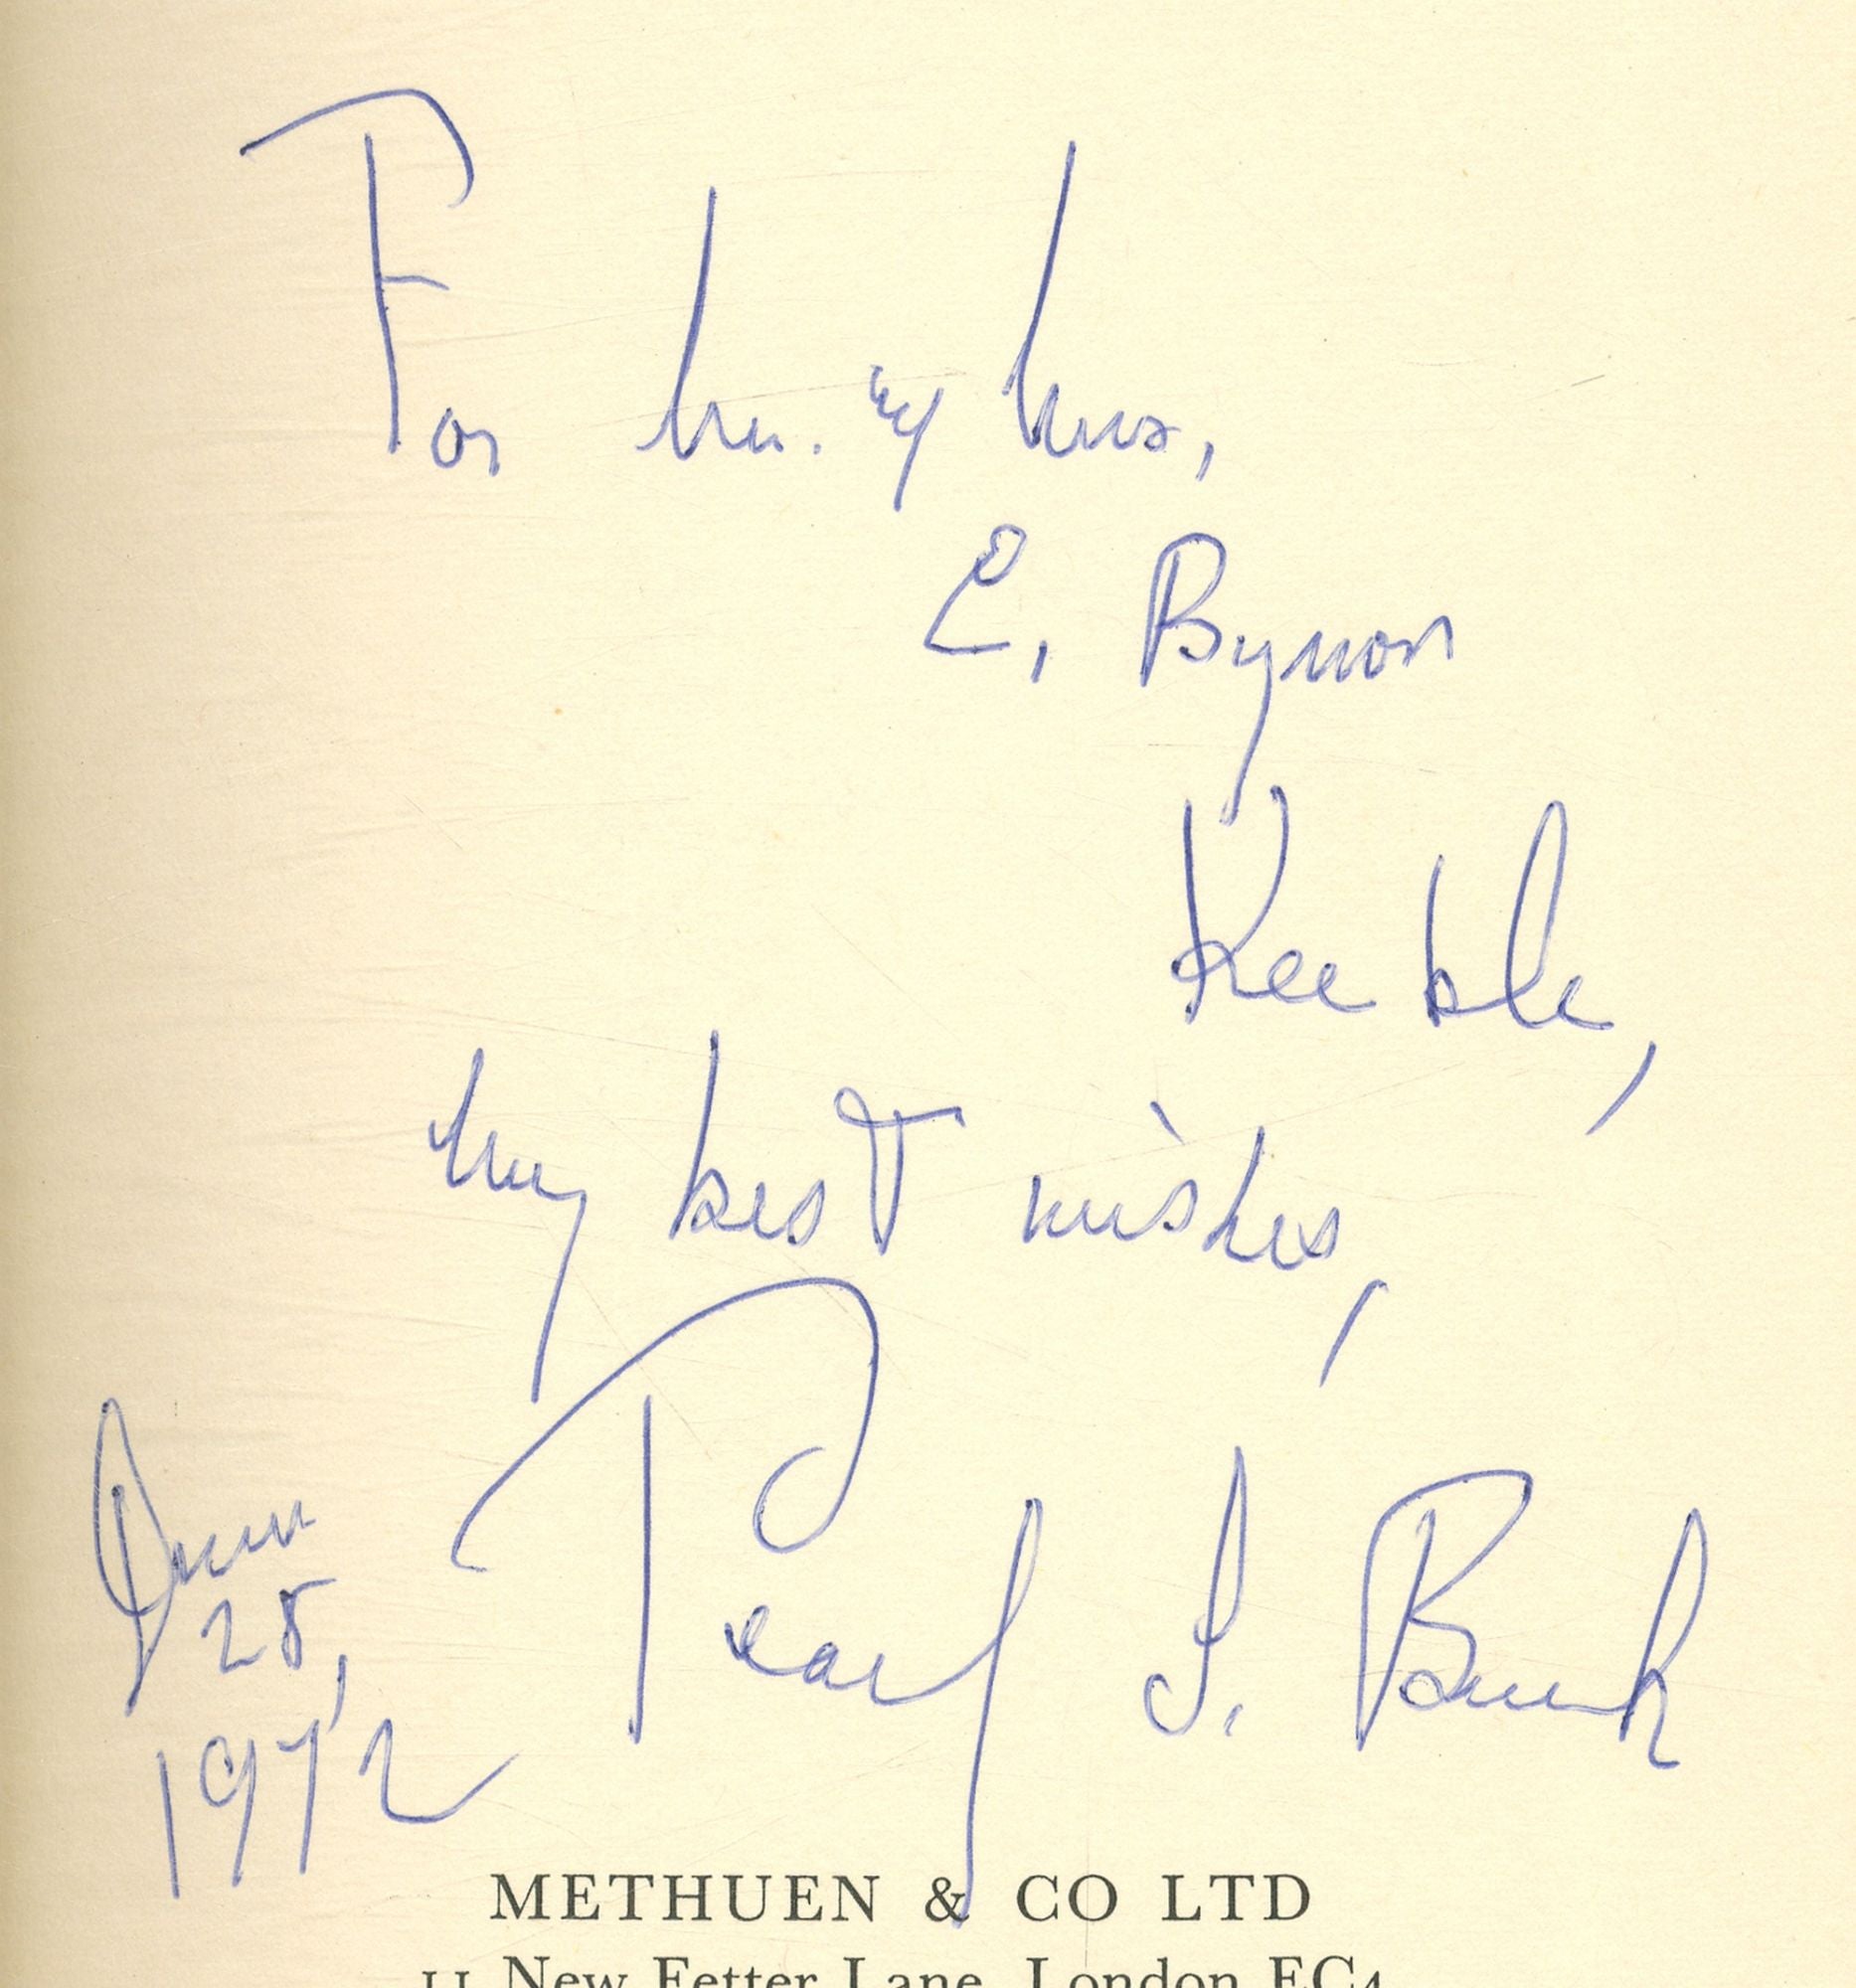 For Mr. & Mrs,
E. Bynon
Keeble,
My best wishes,
Pearl S. Buck
June
25,
1972
METHUEN & CO LTD
11 New Fetter Lane, London EC4